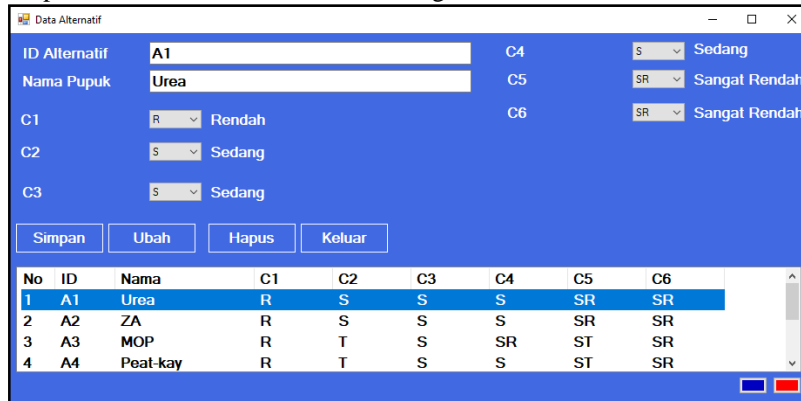 Data Alternatif
ID Alternatif A1
Nama Pupuk Urea
C1 R Rendah
C2 S Sedang
C3 S Sedang
C4 S Sedang
C5 SR Sangat Rendah
C6 SR Sangat Rendah
Simpan Ubah Hapus Keluar
No ID Nama C1 C2 C3 C4 C5 C6
1 A1 Urea R S S S SR SR
2 A2 ZA R S S S SR SR
3 A3 MOP R T S SR ST SR
4 A4 Peat-kay R T S S ST SR